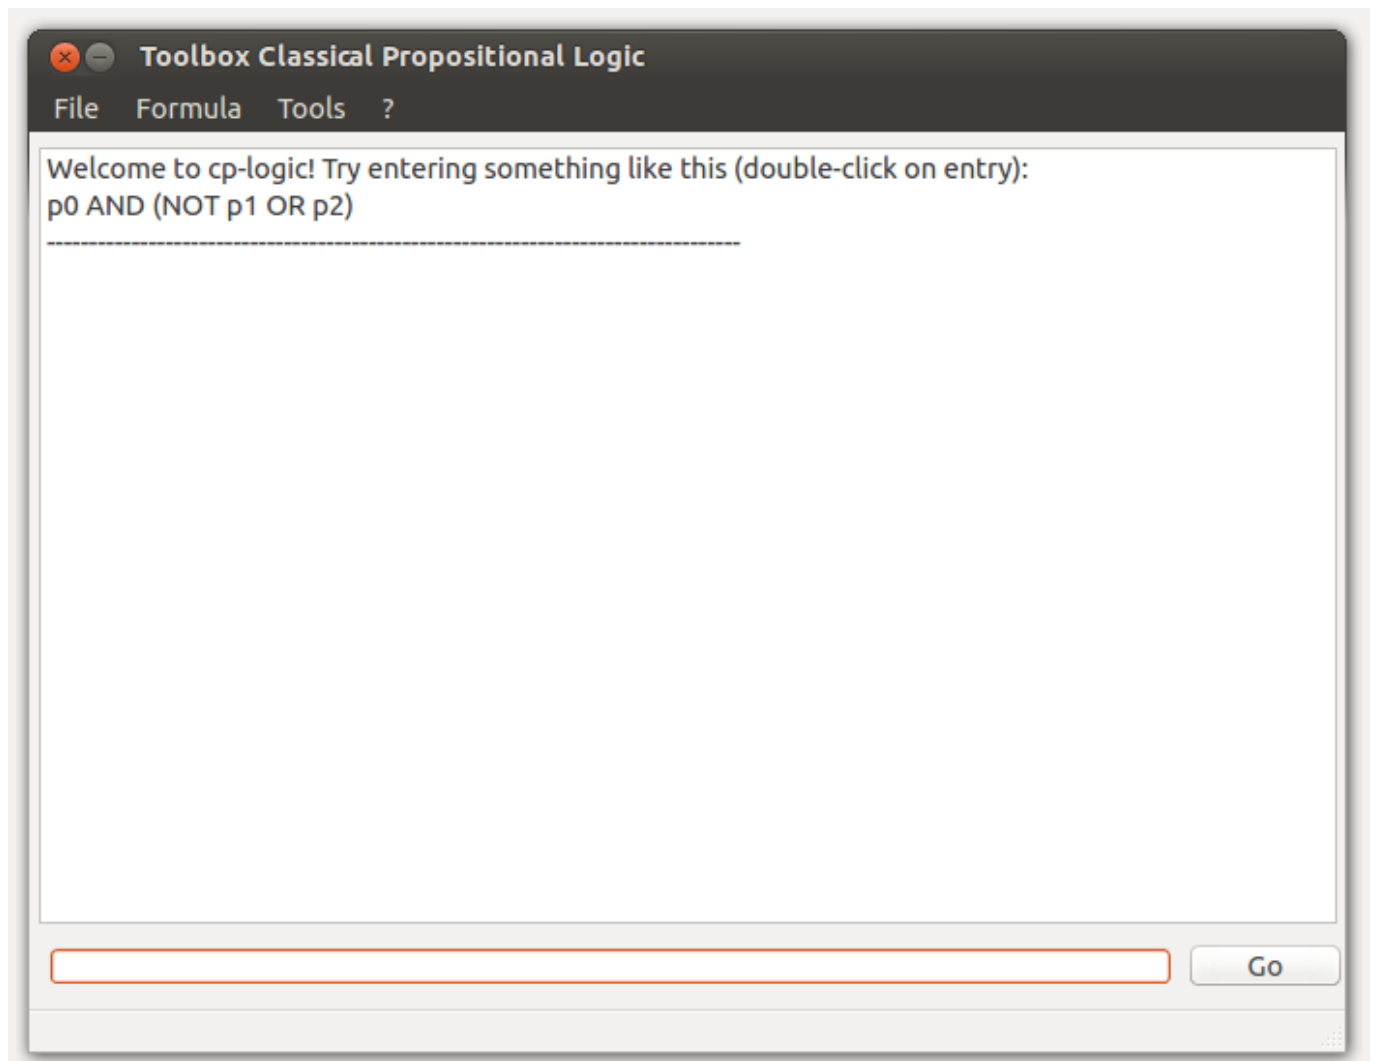 Toolbox Classical Propositional Logic
File Formula Tools ?
Welcome to cp-logic! Try entering something like this (double-click on entry):
p0 AND (NOT p1 OR p2)
--------------------------------------------------------------------------------
Go